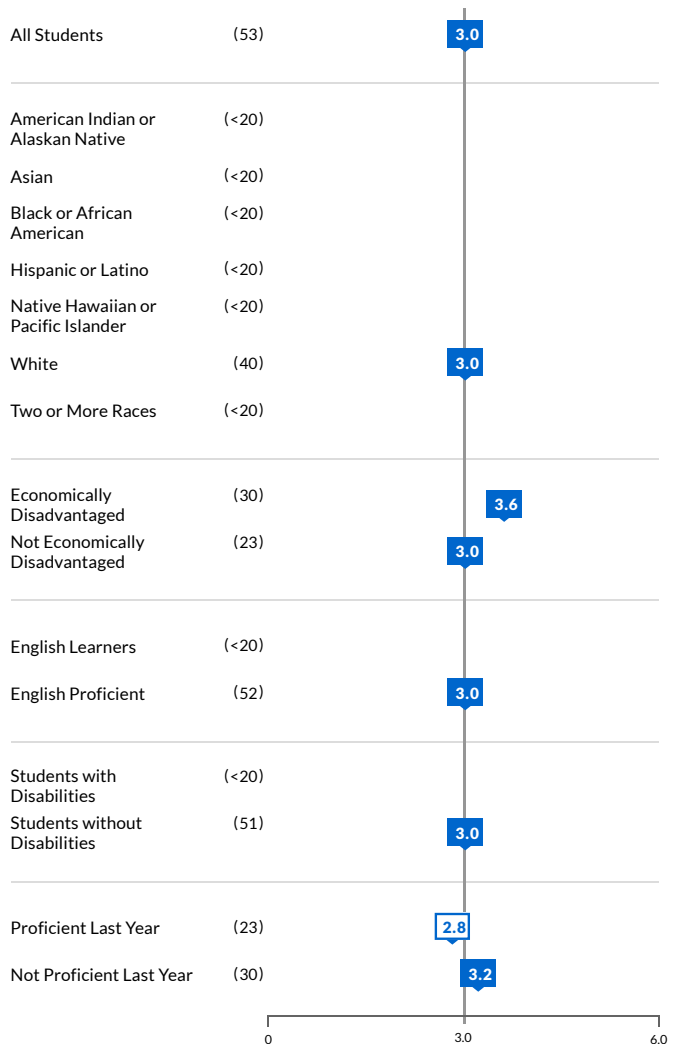 All Students (53) 3.0
American Indian or (<20)
Alaskan Native
Asian (<20)
Black or African (<20)
American
Hispanic or Latino (<20)
Native Hawaiian or (<20)
Pacific Islander
White (40) 3.0
Two or More Races (<20)
Economically (30) 3.6
Disadvantaged
Not Economically (23) 3.0
Disadvantaged
English Learners (<20)
English Proficient (52) 3.0
Students with (<20)
Disabilities
Students without (51) 3.0
Disabilities
Proficient Last Year (23) 2.8
Not Proficient Last Year (30) 3.2
0 3.0 6.0